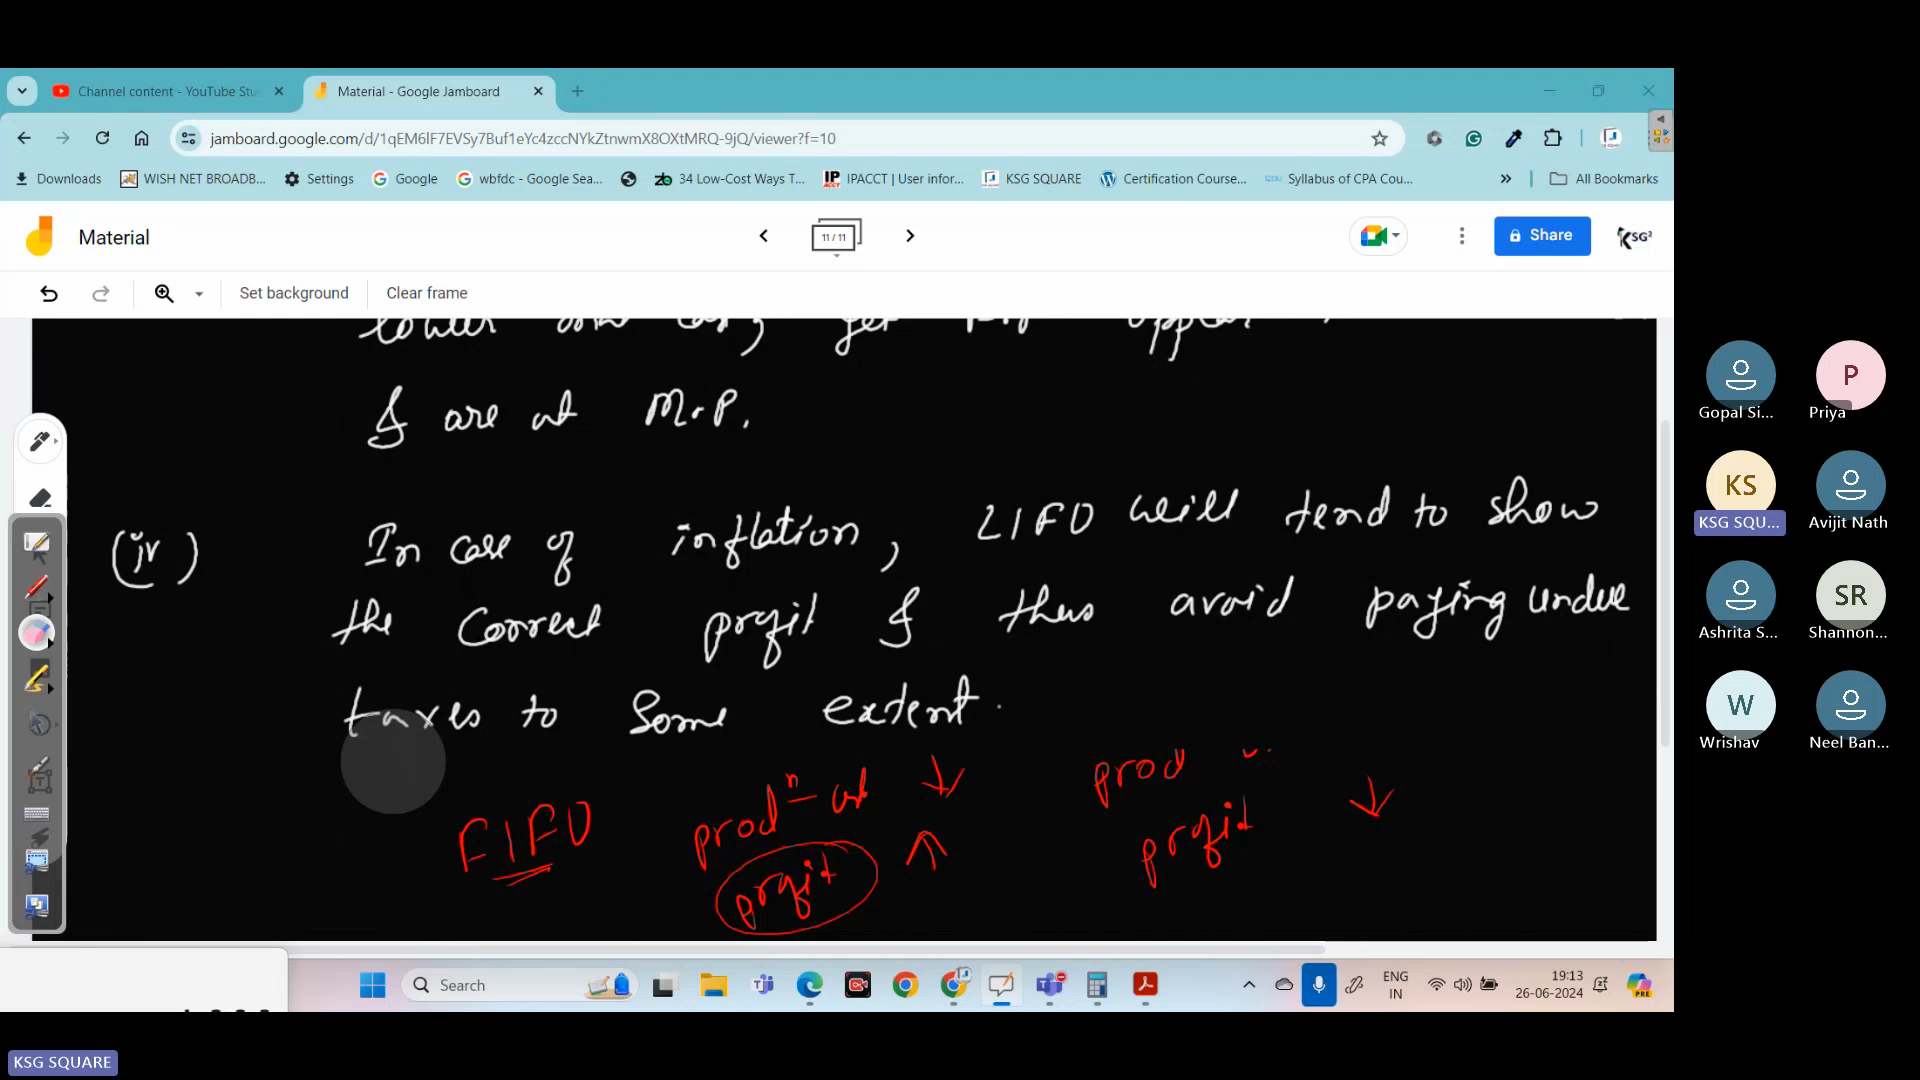 Channel content - YouTube Stu
Material - Google Jamboard
jamboard.google.com/d/1qEM6lF7EVSy7Buf1eYc4zccNYkZtnwmX8OXtMRQ-9jQ/viewer?f=10
Downloads
WISH NET BROADB...
Settings
Google
wbfdc - Google Sea...
34 Low-Cost Ways T...
IPACCT | User infor...
KSG SQUARE
Certification Course...
Syllabus of CPA Cou...
All Bookmarks
Material
11 / 11
Share
KSG²
Set background
Clear frame
lower
& are at M.P.
(iv) In case of inflation, LIFO will tend to show
the correct profit & thus avoid paying undue
taxes to some extent.
FIFO prodn cost ↓ prod
profit ↑ profit ↓
Gopal Si...
P
Priya
KS
KSG SQU...
Avijit Nath
Ashrita S...
SR
Shannon...
W
Wrishav
Neel Ban...
Search
ENG
IN
19:13
26-06-2024
PRE
KSG SQUARE